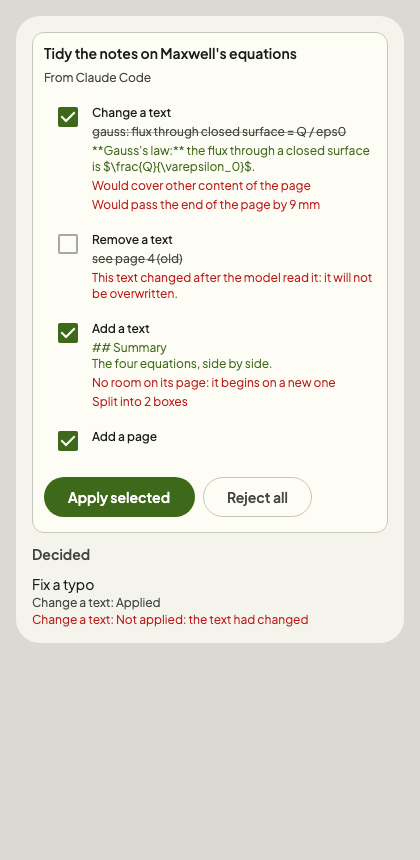 Tidy the notes on Maxwell's equations
From Claude Code
Change a text
gauss: flux through closed surface = Q / eps0
**Gauss's law:** the flux through a closed surface
is $\frac{Q}{\varepsilon_0}$.
Would cover other content of the page
Would pass the end of the page by 9 mm
Remove a text
see page 4 (old)
This text changed after the model read it: it will not
be overwritten.
Add a text
## Summary
The four equations, side by side.
No room on its page: it begins on a new one
Split into 2 boxes
Add a page
Apply selected
Reject all
Decided
Fix a typo
Change a text: Applied
Change a text: Not applied: the text had changed